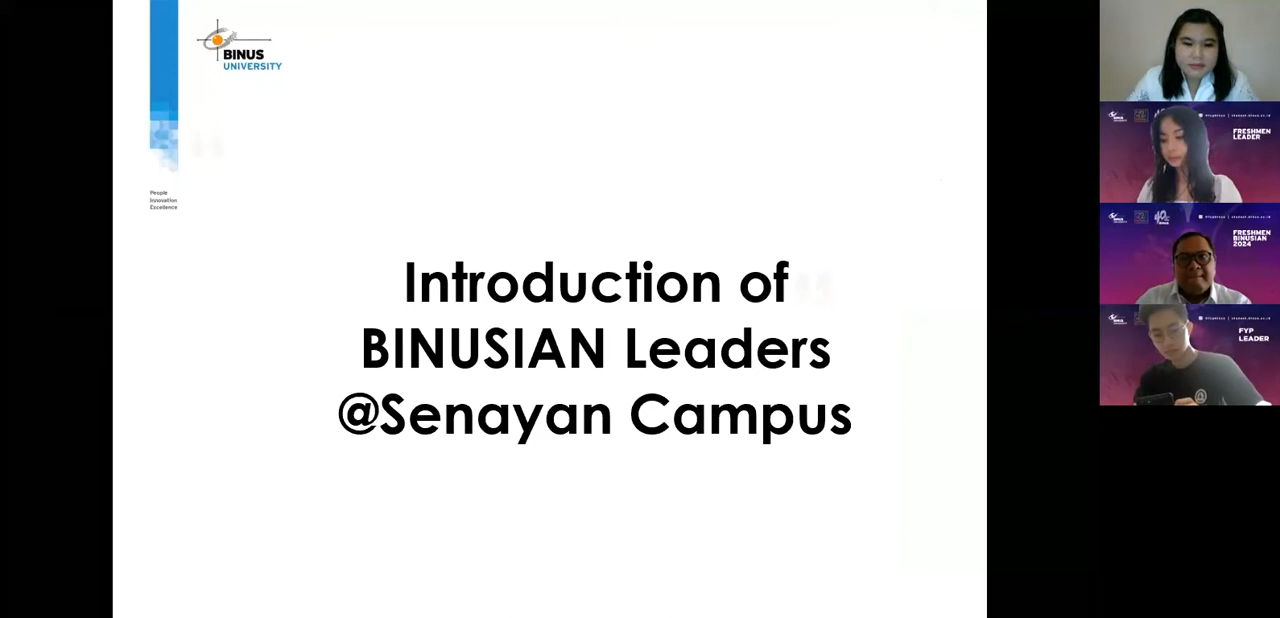 BINUS
UNIVERSITY
People
Innovation
Excellence
Introduction of
BINUSIAN Leaders
@Senayan Campus
FRESHMEN
LEADER
FRESHMEN
BINUSIAN
2024
FYP
LEADER